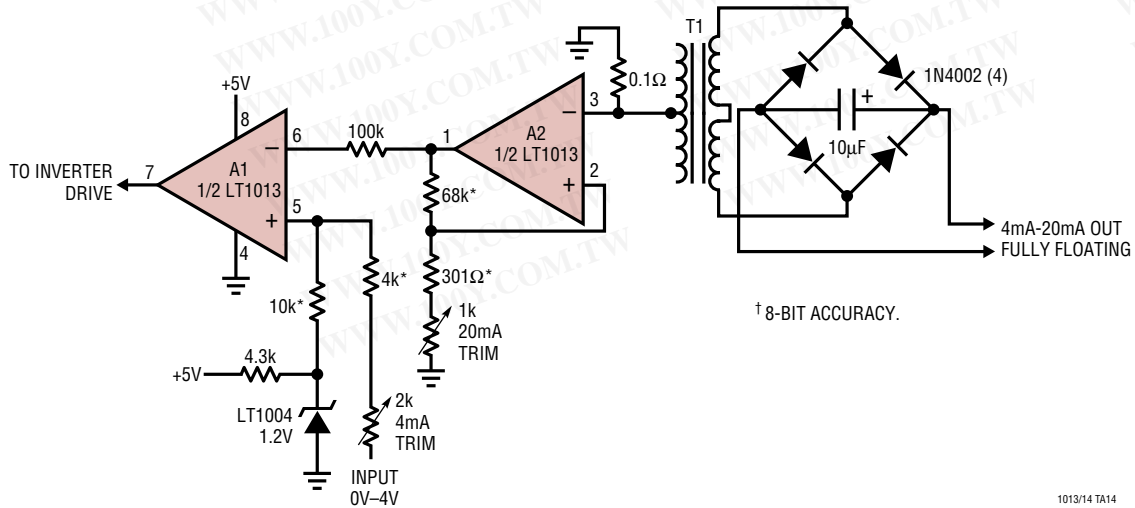 T1
0.1Ω
1N4002 (4)
+
10µF
+5V
8
6
100k
1
A2
1/2 LT1013
3
−
2
+
A1
1/2 LT1013
−
+
7
TO INVERTER
DRIVE
5
4
68k*
301Ω*
1k
20mA
TRIM
10k*
4k*
4.3k
+5V
LT1004
1.2V
2k
4mA
TRIM
INPUT
0V–4V
4mA-20mA OUT
FULLY FLOATING
† 8-BIT ACCURACY.
1013/14 TA14
WWW.100Y.COM.TW